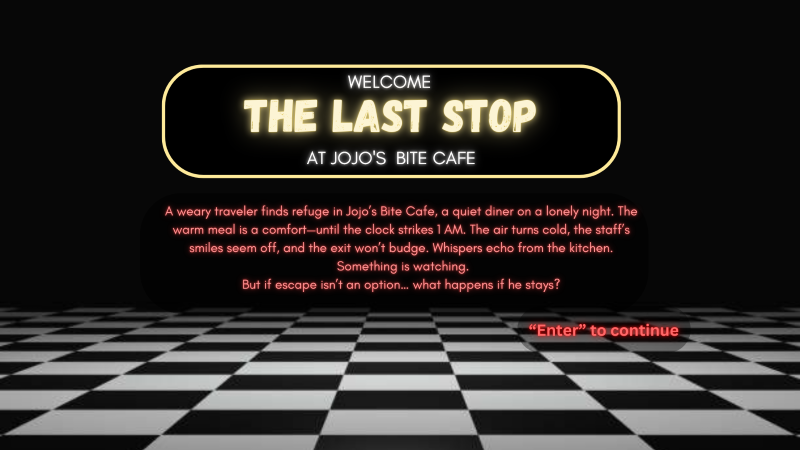 WELCOME
THE LAST STOP
AT JOJO'S BITE CAFE
A weary traveler finds refuge in Jojo's Bite Cafe, a quiet diner on a lonely night. The
warm meal is a comfort—until the clock strikes 1 AM. The air turns cold, the staff's
smiles seem off, and the exit won't budge. Whispers echo from the kitchen.
Something is watching.
But if escape isn't an option... what happens if he stays?
“Enter” to continue